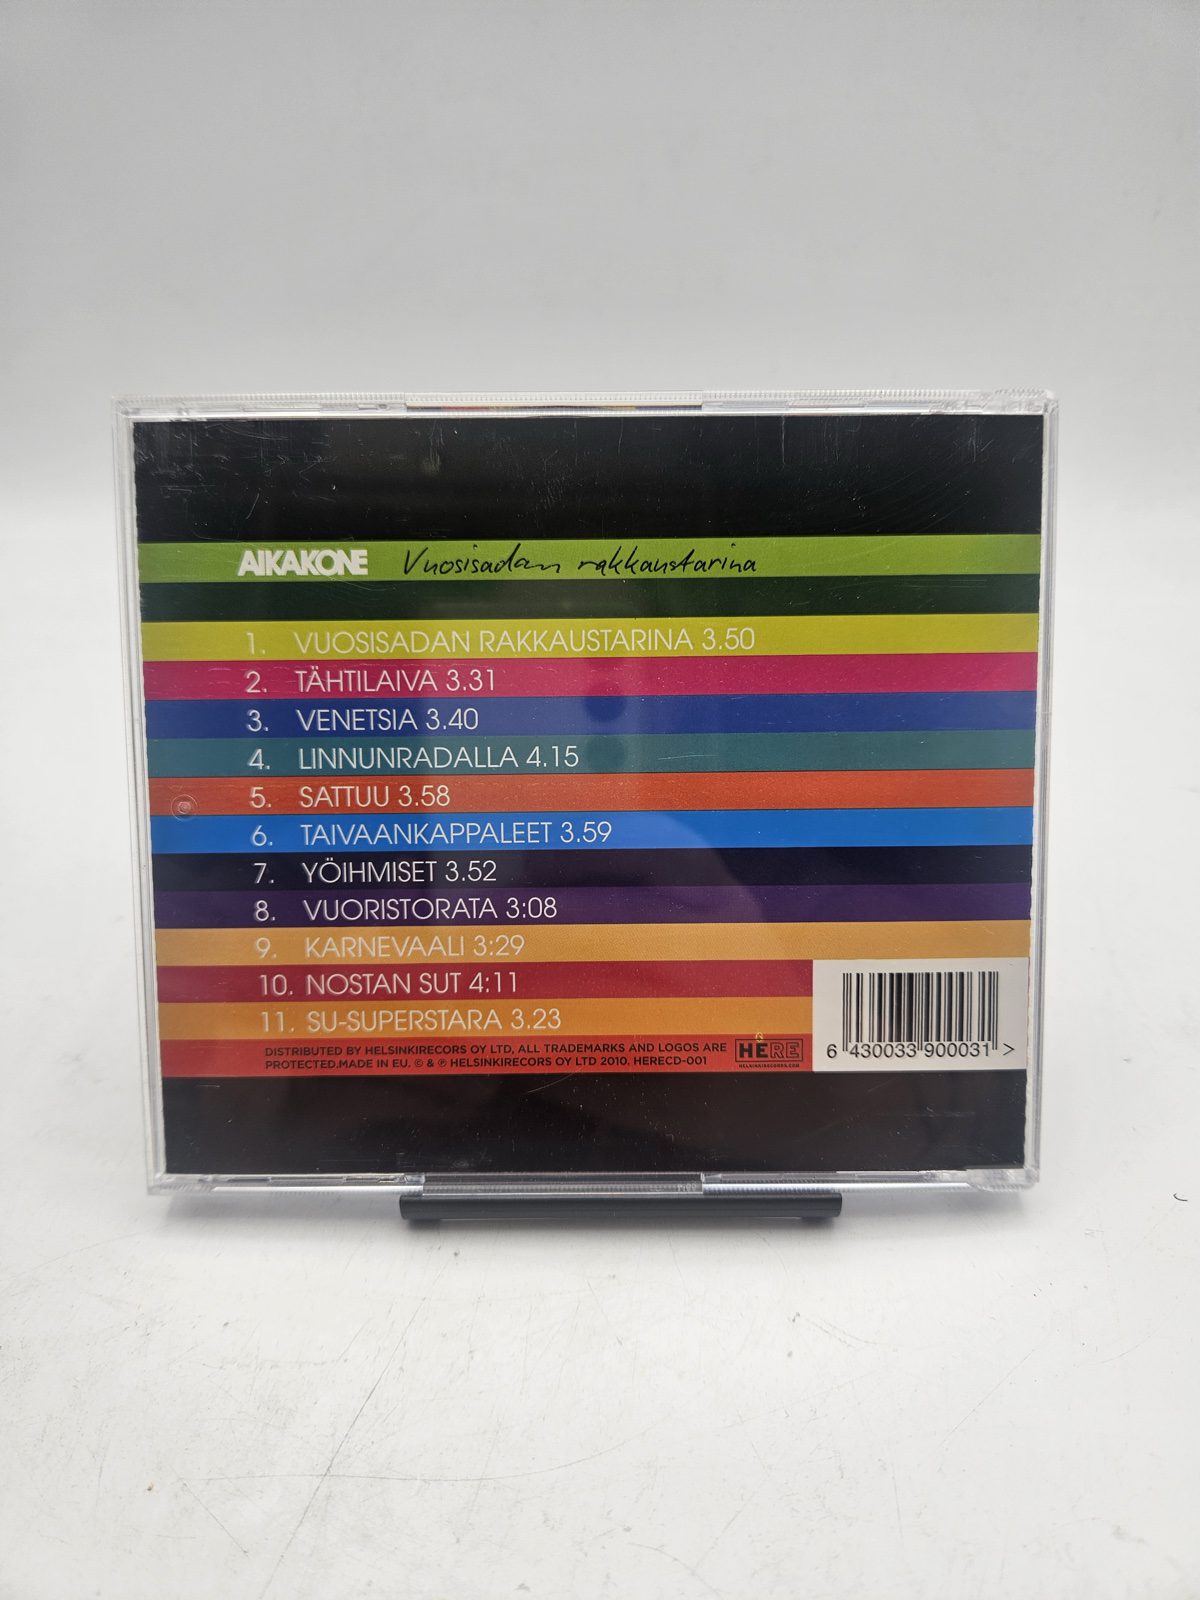 AIKAKONE Vuosisadan rakkaustarina
1. VUOSISADAN RAKKAUSTARINA 3.50
2. TÄHTILAIVA 3.31
3. VENETSIA 3.40
4. LINNUNRADALLA 4.15
5. SATTUU 3.58
6. TAIVAANKAPPALEET 3.59
7. YÖIHMISET 3.52
8. VUORISTORATA 3:08
9. KARNEVAALI 3:29
10. NOSTAN SUT 4:11
11. SU-SUPERSTARA 3.23
DISTRIBUTED BY HELSINKIRECORS OY LTD, ALL TRADEMARKS AND LOGOS ARE
PROTECTED.MADE IN EU. © & ℗ HELSINKIRECORS OY LTD 2010. HERECD-001
HERE
HELSINKIRECORDS.COM
6 430033 900031 >